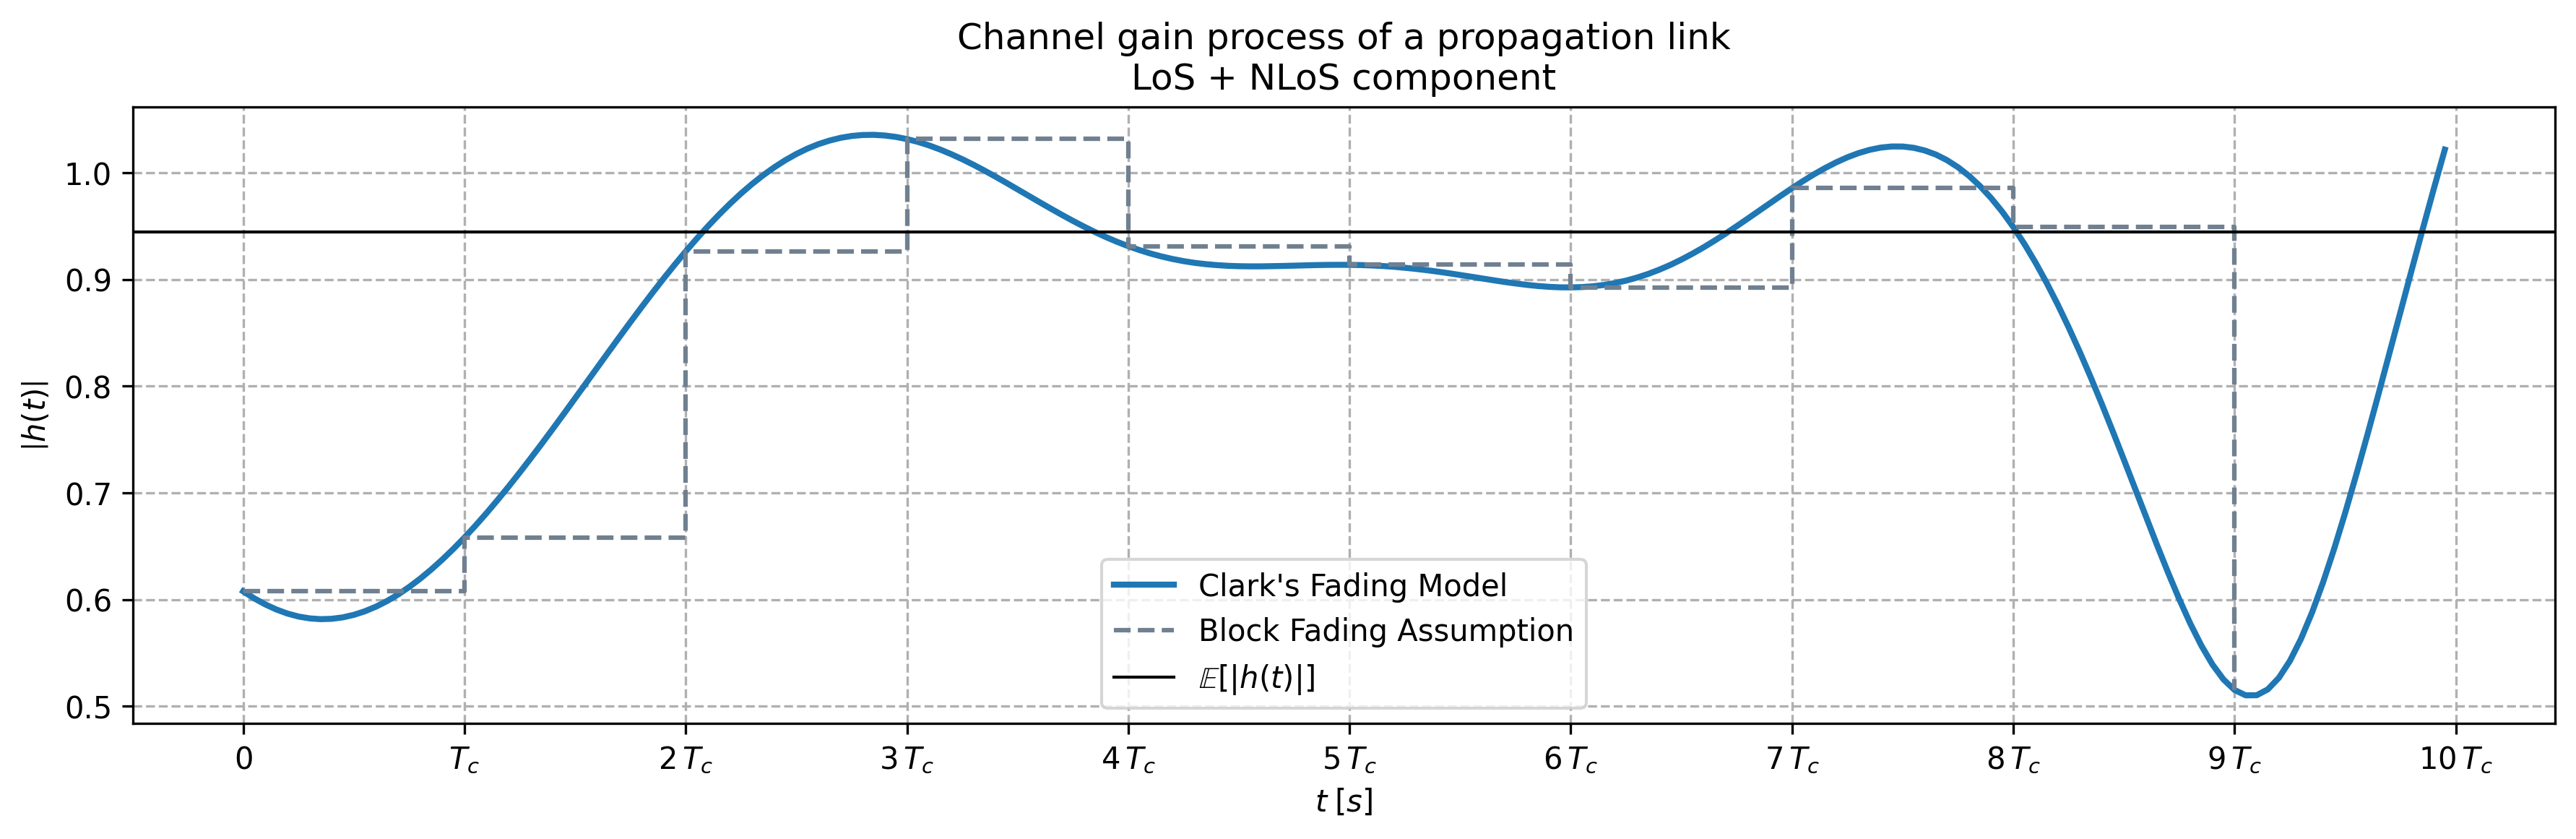 Channel gain process of a propagation link
LoS + NLoS component
|h(t)|
1.0
0.9
0.8
0.7
0.6
0.5
Clark's Fading Model
Block Fading Assumption
𝔼[|h(t)|]
0 T_c 2 T_c 3 T_c 4 T_c 5 T_c 6 T_c 7 T_c 8 T_c 9 T_c 10 T_c
t [s]